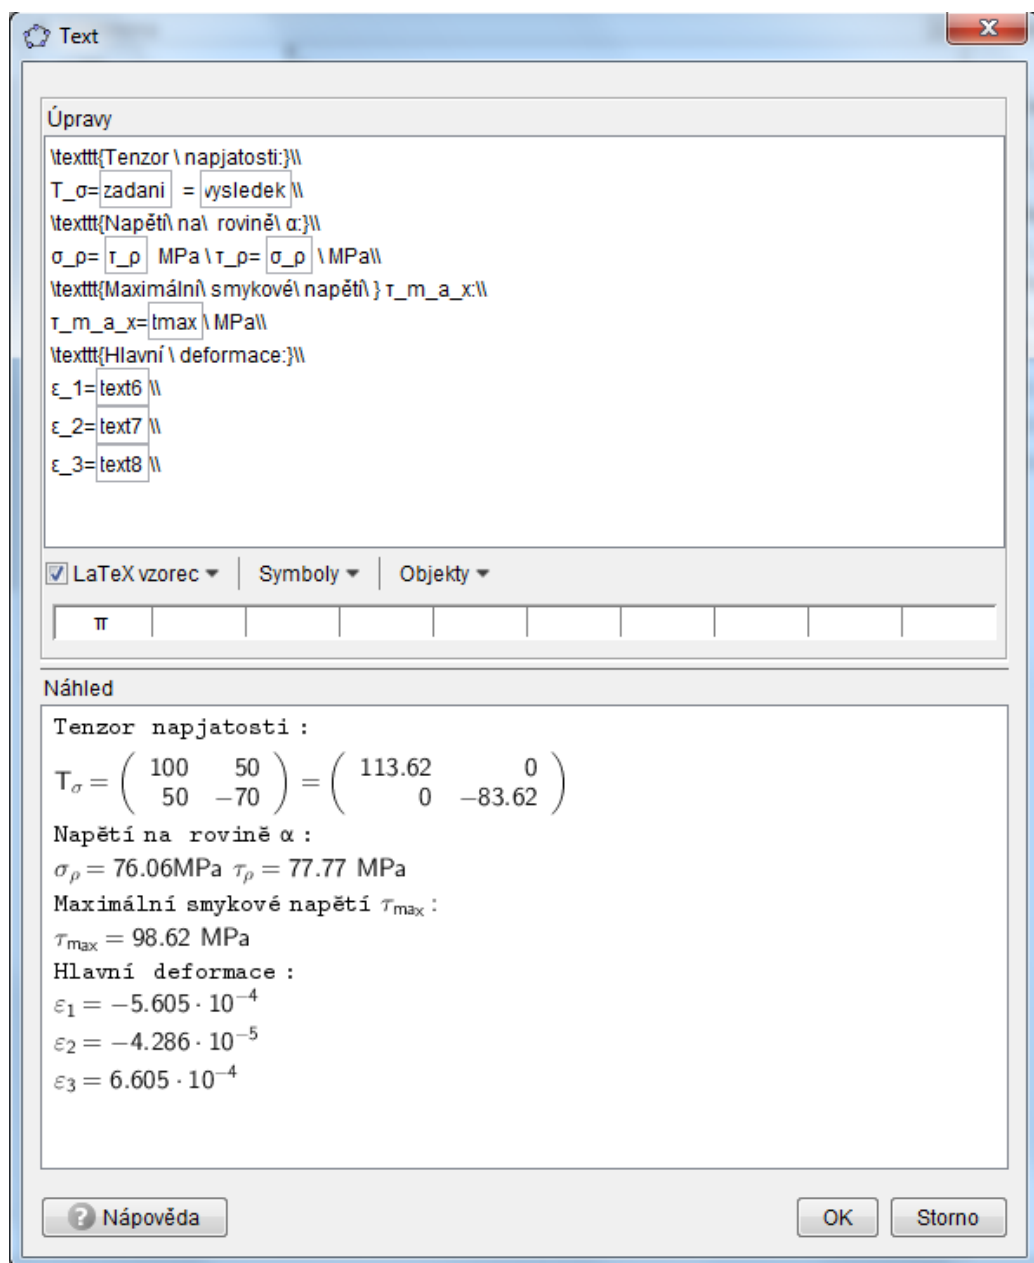 Text
Úpravy
\texttt{Tenzor \ napjatosti:}\\
T_σ= zadani = vysledek \\
\texttt{Napětí\ na\ rovině\ α:}\\
σ_ρ= τ_ρ MPa \ τ_ρ= σ_ρ \ MPa\\
\texttt{Maximální\ smykové\ napětí\ } τ_m_a_x:\\
τ_m_a_x= tmax \ MPa\\
\texttt{Hlavní \ deformace:}\\
ε_1= text6 \\
ε_2= text7 \\
ε_3= text8 \\
LaTeX vzorec Symboly Objekty
π
Náhled
Tenzor napjatosti :
T_σ = ( 100 50 ) = ( 113.62 0 )
( 50 −70 ) ( 0 −83.62 )
Napětí na rovině α :
σ_ρ = 76.06MPa τ_ρ = 77.77 MPa
Maximální smykové napětí τ_max :
τ_max = 98.62 MPa
Hlavní deformace :
ε₁ = −5.605 · 10⁻⁴
ε₂ = −4.286 · 10⁻⁵
ε₃ = 6.605 · 10⁻⁴
? Nápověda OK Storno